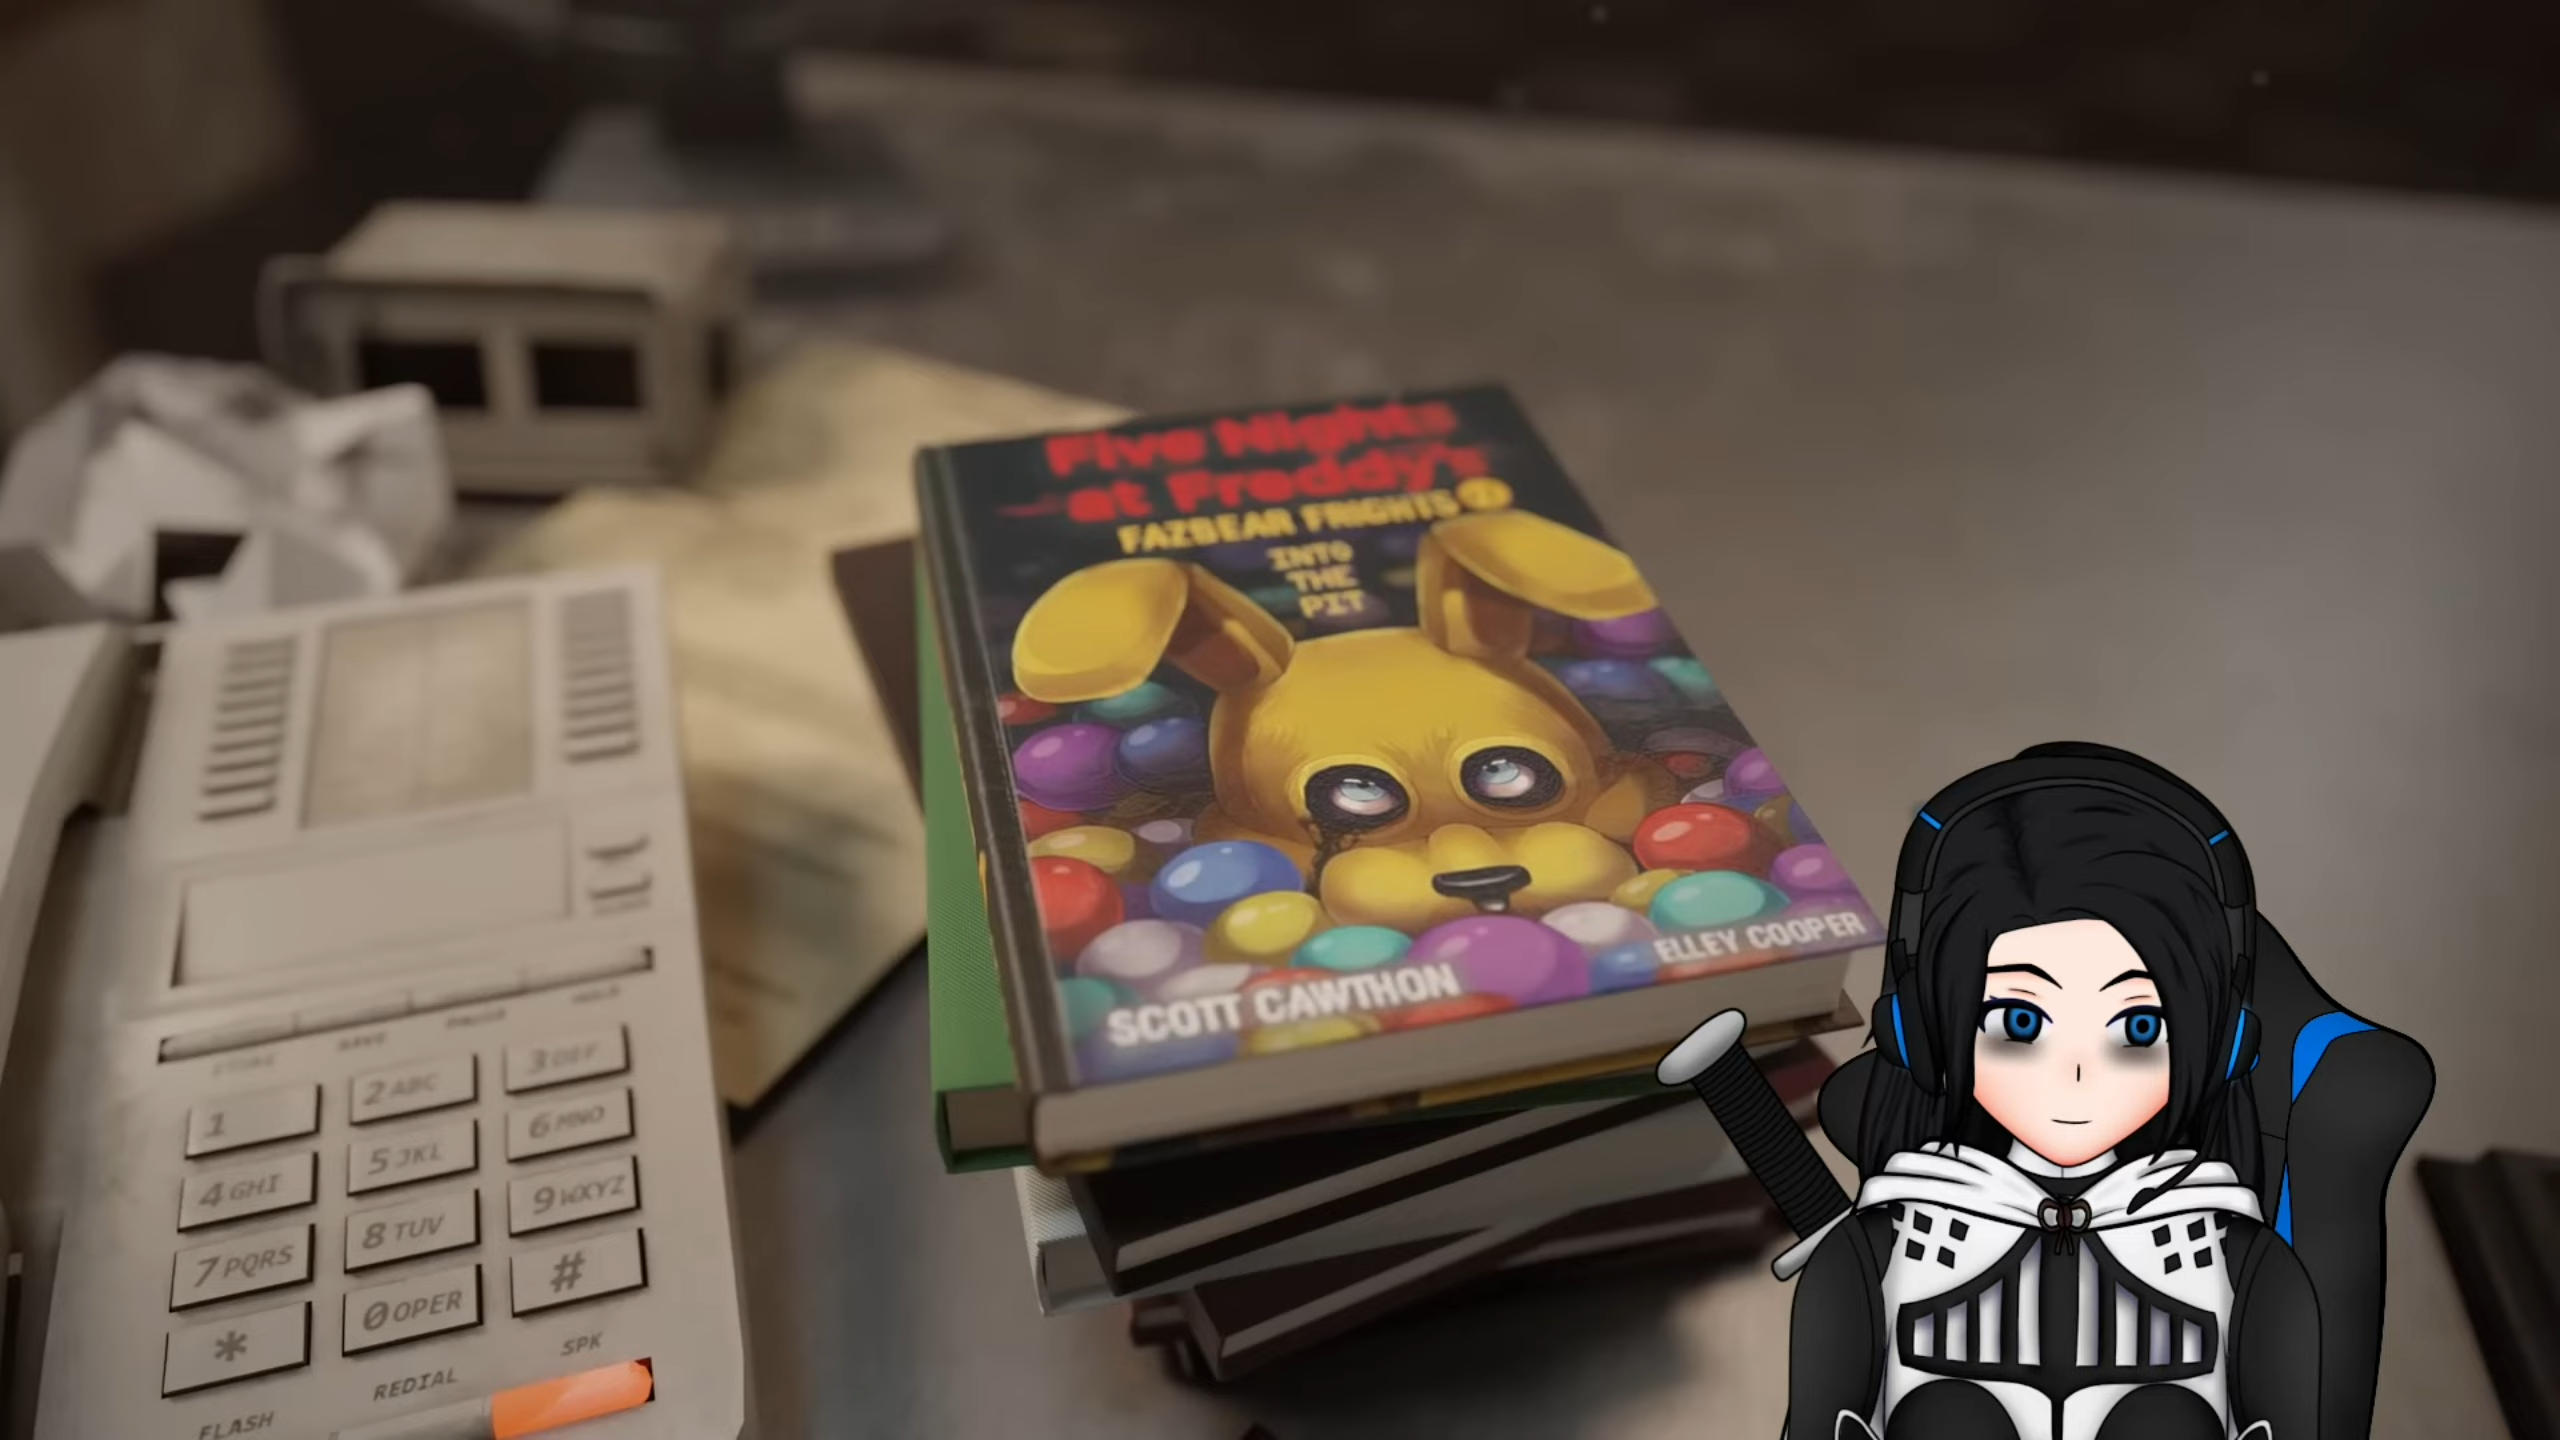 Five Nights
at Freddy's
FAZBEAR FRIGHTS
INTO
THE
PIT
SCOTT CAWTHON
ELLEY COOPER
1
2 ABC
3 DEF
4 GHI
5 JKL
6 MNO
7 PQRS
8 TUV
9 WXYZ
*
0 OPER
#
FLASH
REDIAL
SPK